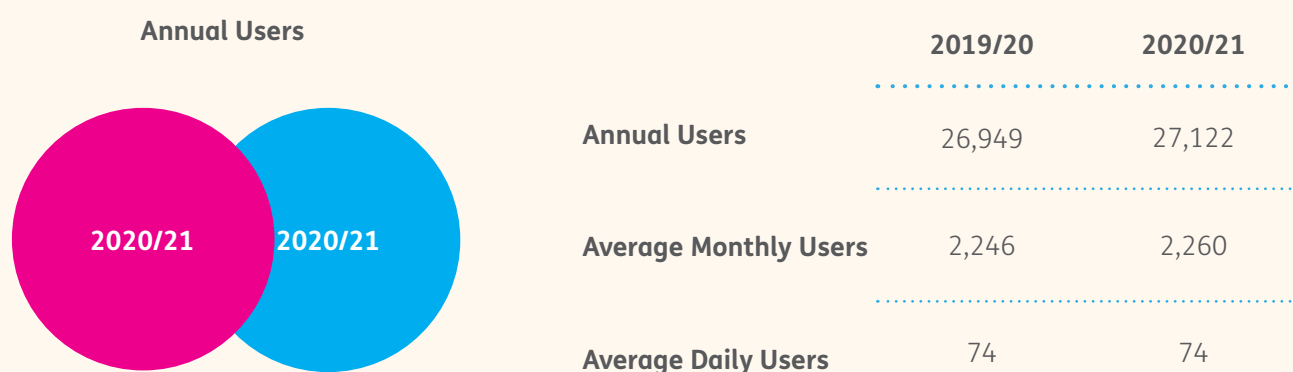 Annual Users
2020/21 2020/21
2019/20 2020/21
Annual Users 26,949 27,122
Average Monthly Users 2,246 2,260
Average Daily Users 74 74